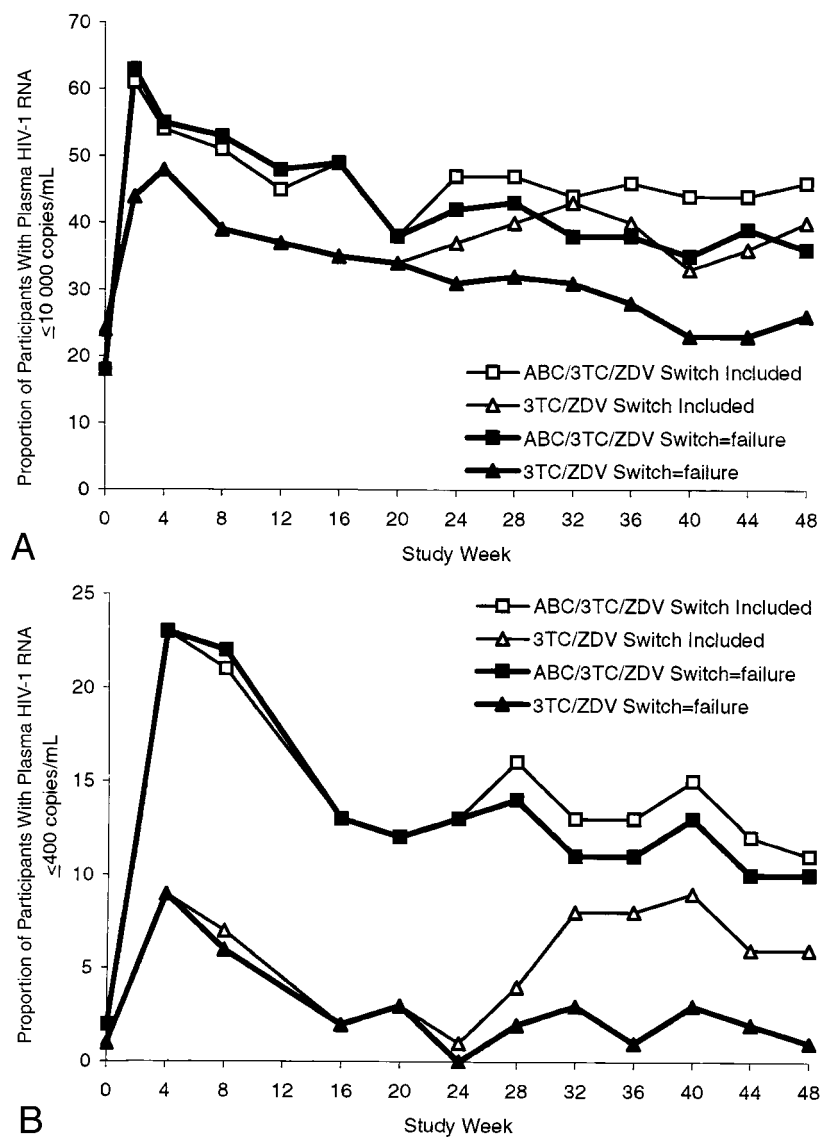 70
60
50
40
30
20
10
0
Proportion of Participants With Plasma HIV-1 RNA
≤10 000 copies/mL
ABC/3TC/ZDV Switch Included
3TC/ZDV Switch Included
ABC/3TC/ZDV Switch=failure
3TC/ZDV Switch=failure
0 4 8 12 16 20 24 28 32 36 40 44 48
Study Week
A
25
20
15
10
5
0
Proportion of Participants With Plasma HIV-1 RNA
≤400 copies/mL
ABC/3TC/ZDV Switch Included
3TC/ZDV Switch Included
ABC/3TC/ZDV Switch=failure
3TC/ZDV Switch=failure
0 4 8 12 16 20 24 28 32 36 40 44 48
Study Week
B